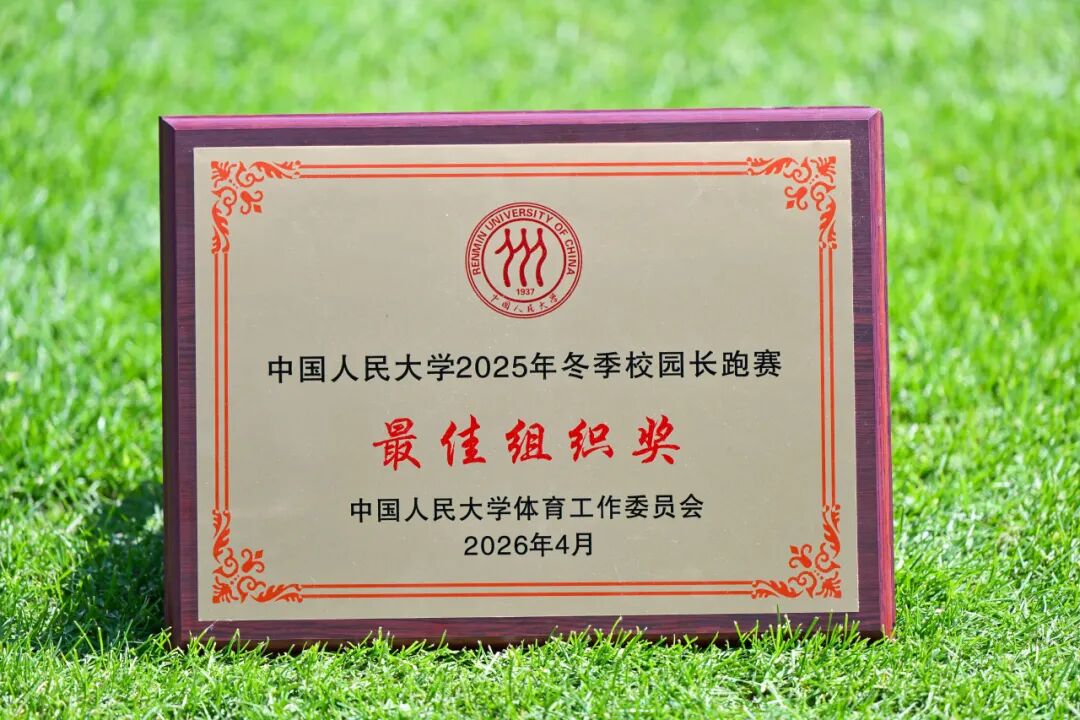 RENMIN UNIVERSITY OF CHINA
1937
中国人民大学
中国人民大学2025年冬季校园长跑赛
最佳组织奖
中国人民大学体育工作委员会
2026年4月